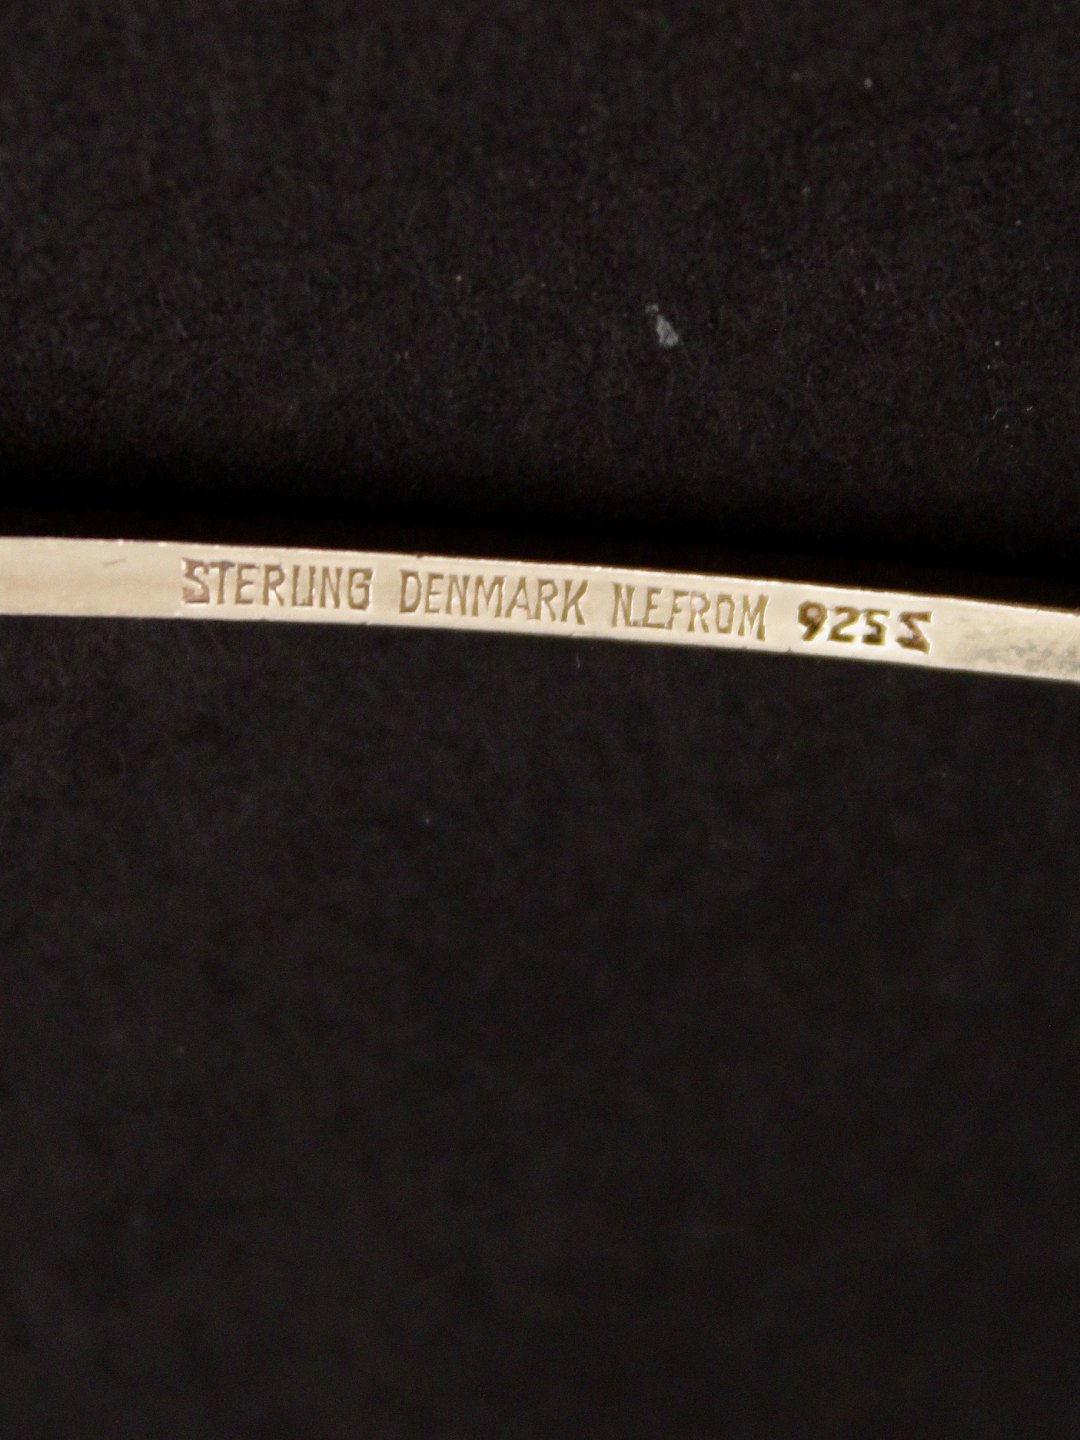 STERLING DENMARK N.E.FROM 925S